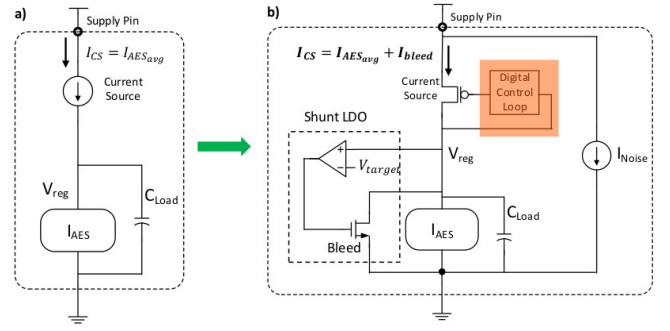 a)
Supply Pin
I_CS = I_AES_avg
Current
Source
V_reg
C_Load
I_AES
b)
Supply Pin
I_CS = I_AES_avg + I_bleed
Current
Source
Digital
Control
Loop
Shunt LDO
+
−
V_target
V_reg
I_Noise
C_Load
I_AES
Bleed